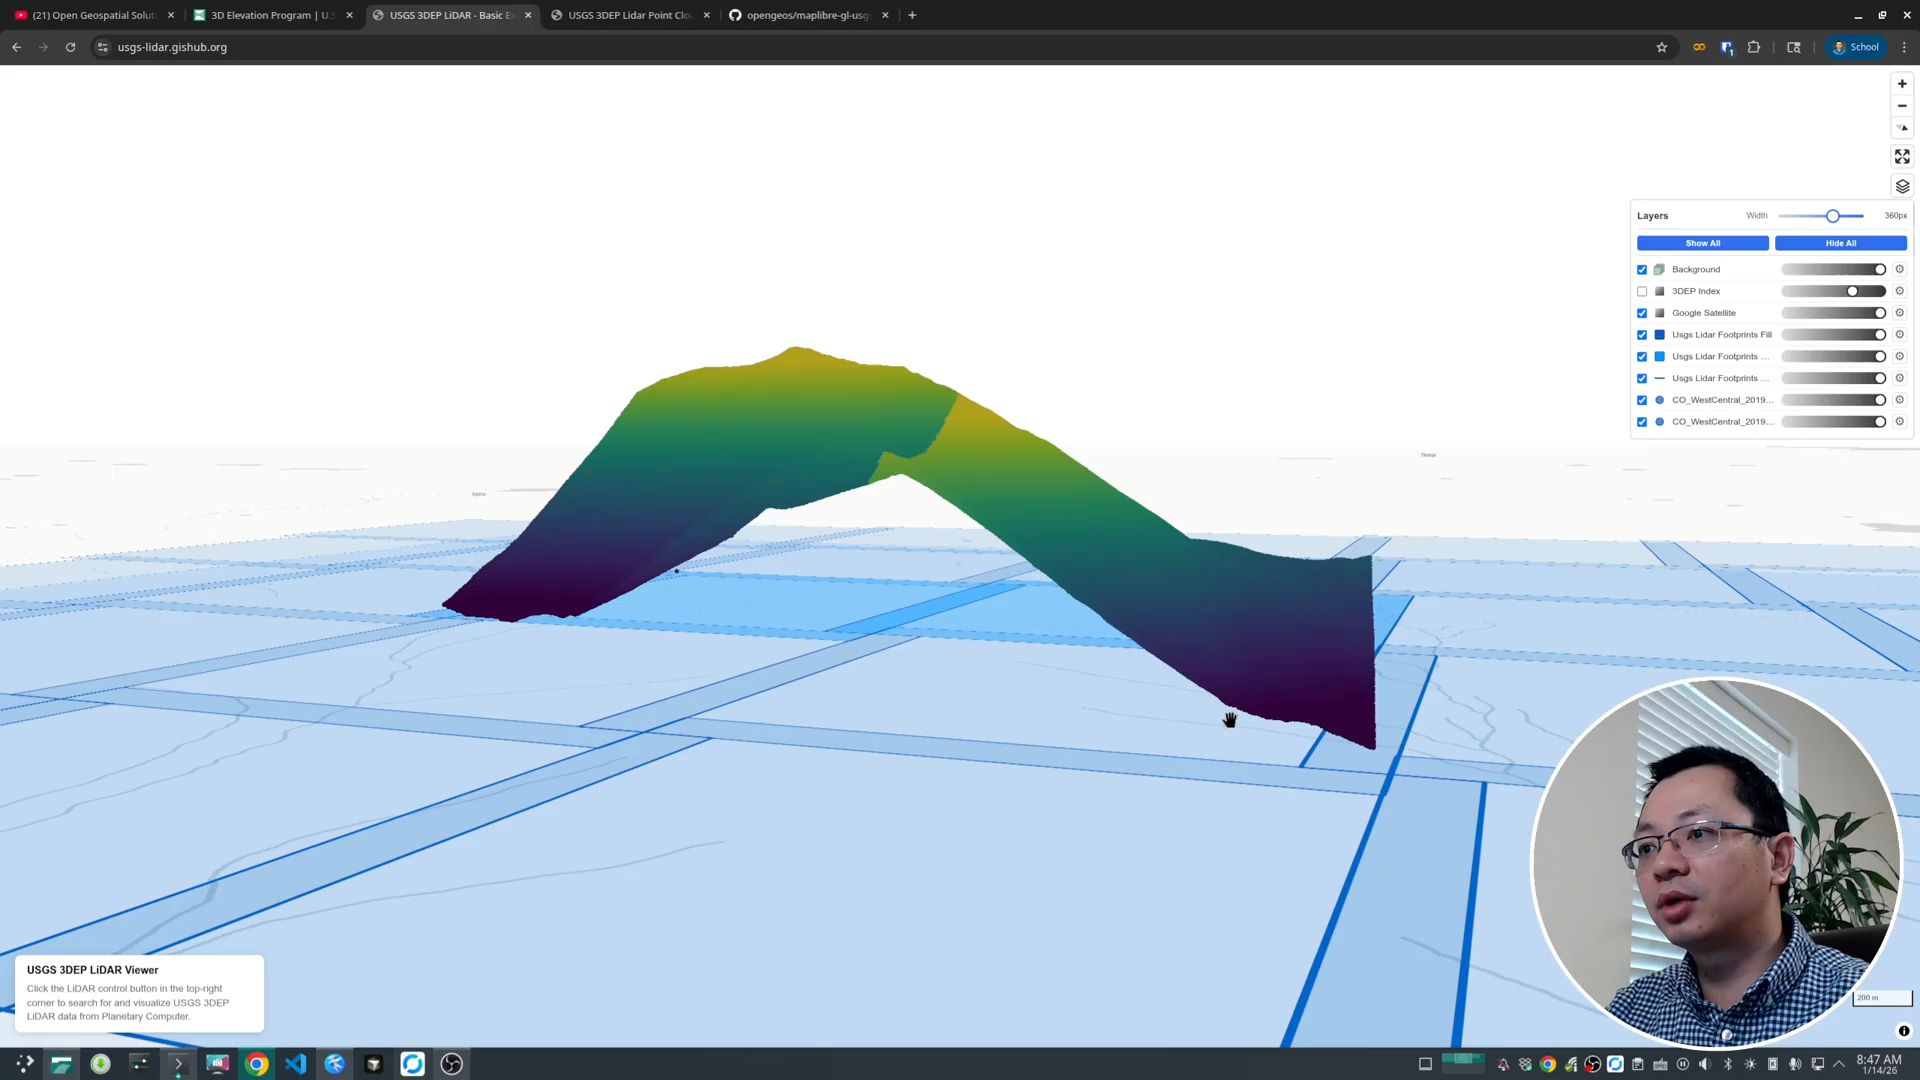 (21) Open Geospatial Soluti
3D Elevation Program | U.S
USGS 3DEP LiDAR - Basic Ex
USGS 3DEP Lidar Point Clou
opengeos/maplibre-gl-usgs
usgs-lidar.gishub.org
School
Layers
Width
360px
Show All
Hide All
Background
3DEP Index
Google Satellite
Usgs Lidar Footprints Fill
Usgs Lidar Footprints ...
Usgs Lidar Footprints ...
CO_WestCentral_2019...
CO_WestCentral_2019...
Alpine
USGS 3DEP LiDAR Viewer
Click the LiDAR control button in the top-right
corner to search for and visualize USGS 3DEP
LiDAR data from Planetary Computer.
200 m
8:47 AM
1/14/26